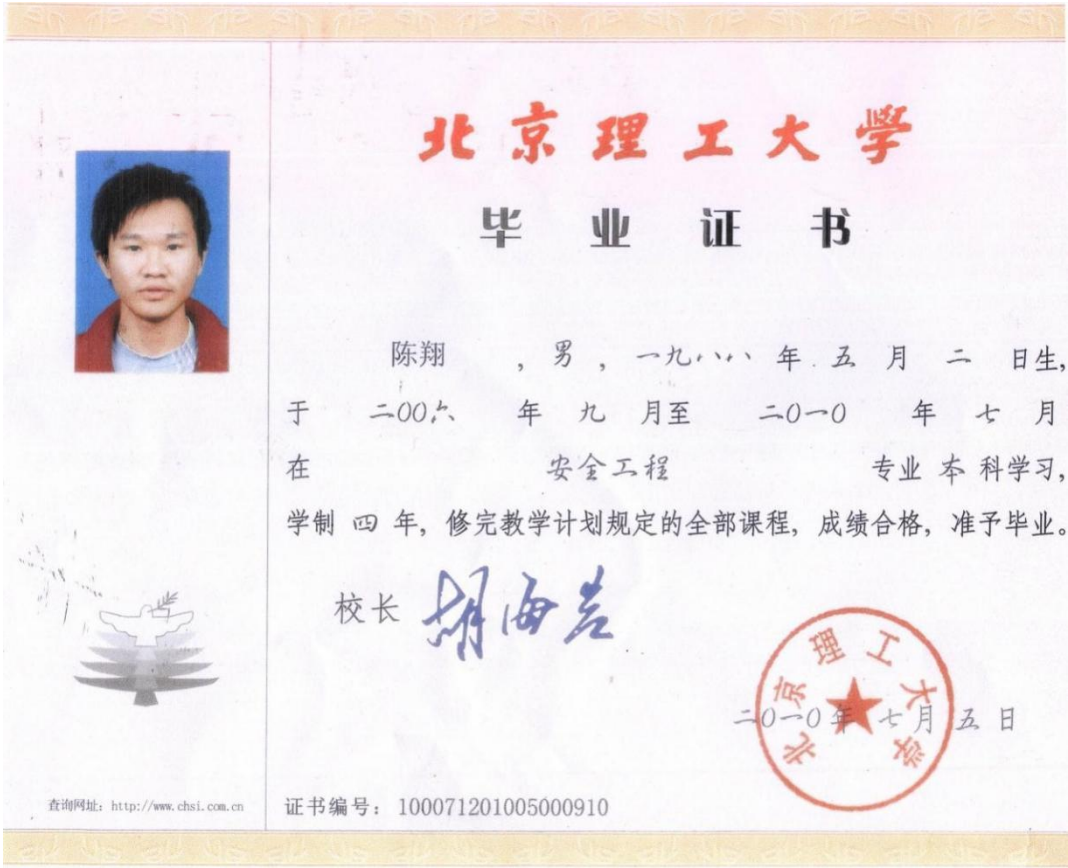 北京理工大学
毕业证书
陈翔 ,男,一九八八年五月二日生,
于二00六年九月至二0一0年七月
在安全工程专业本科学习,
学制四年,修完教学计划规定的全部课程,成绩合格,准予毕业。
校长 胡海岩
北京理工大学
二0一0年七月五日
查询网址:http://www.chsi.com.cn
证书编号:100071201005000910